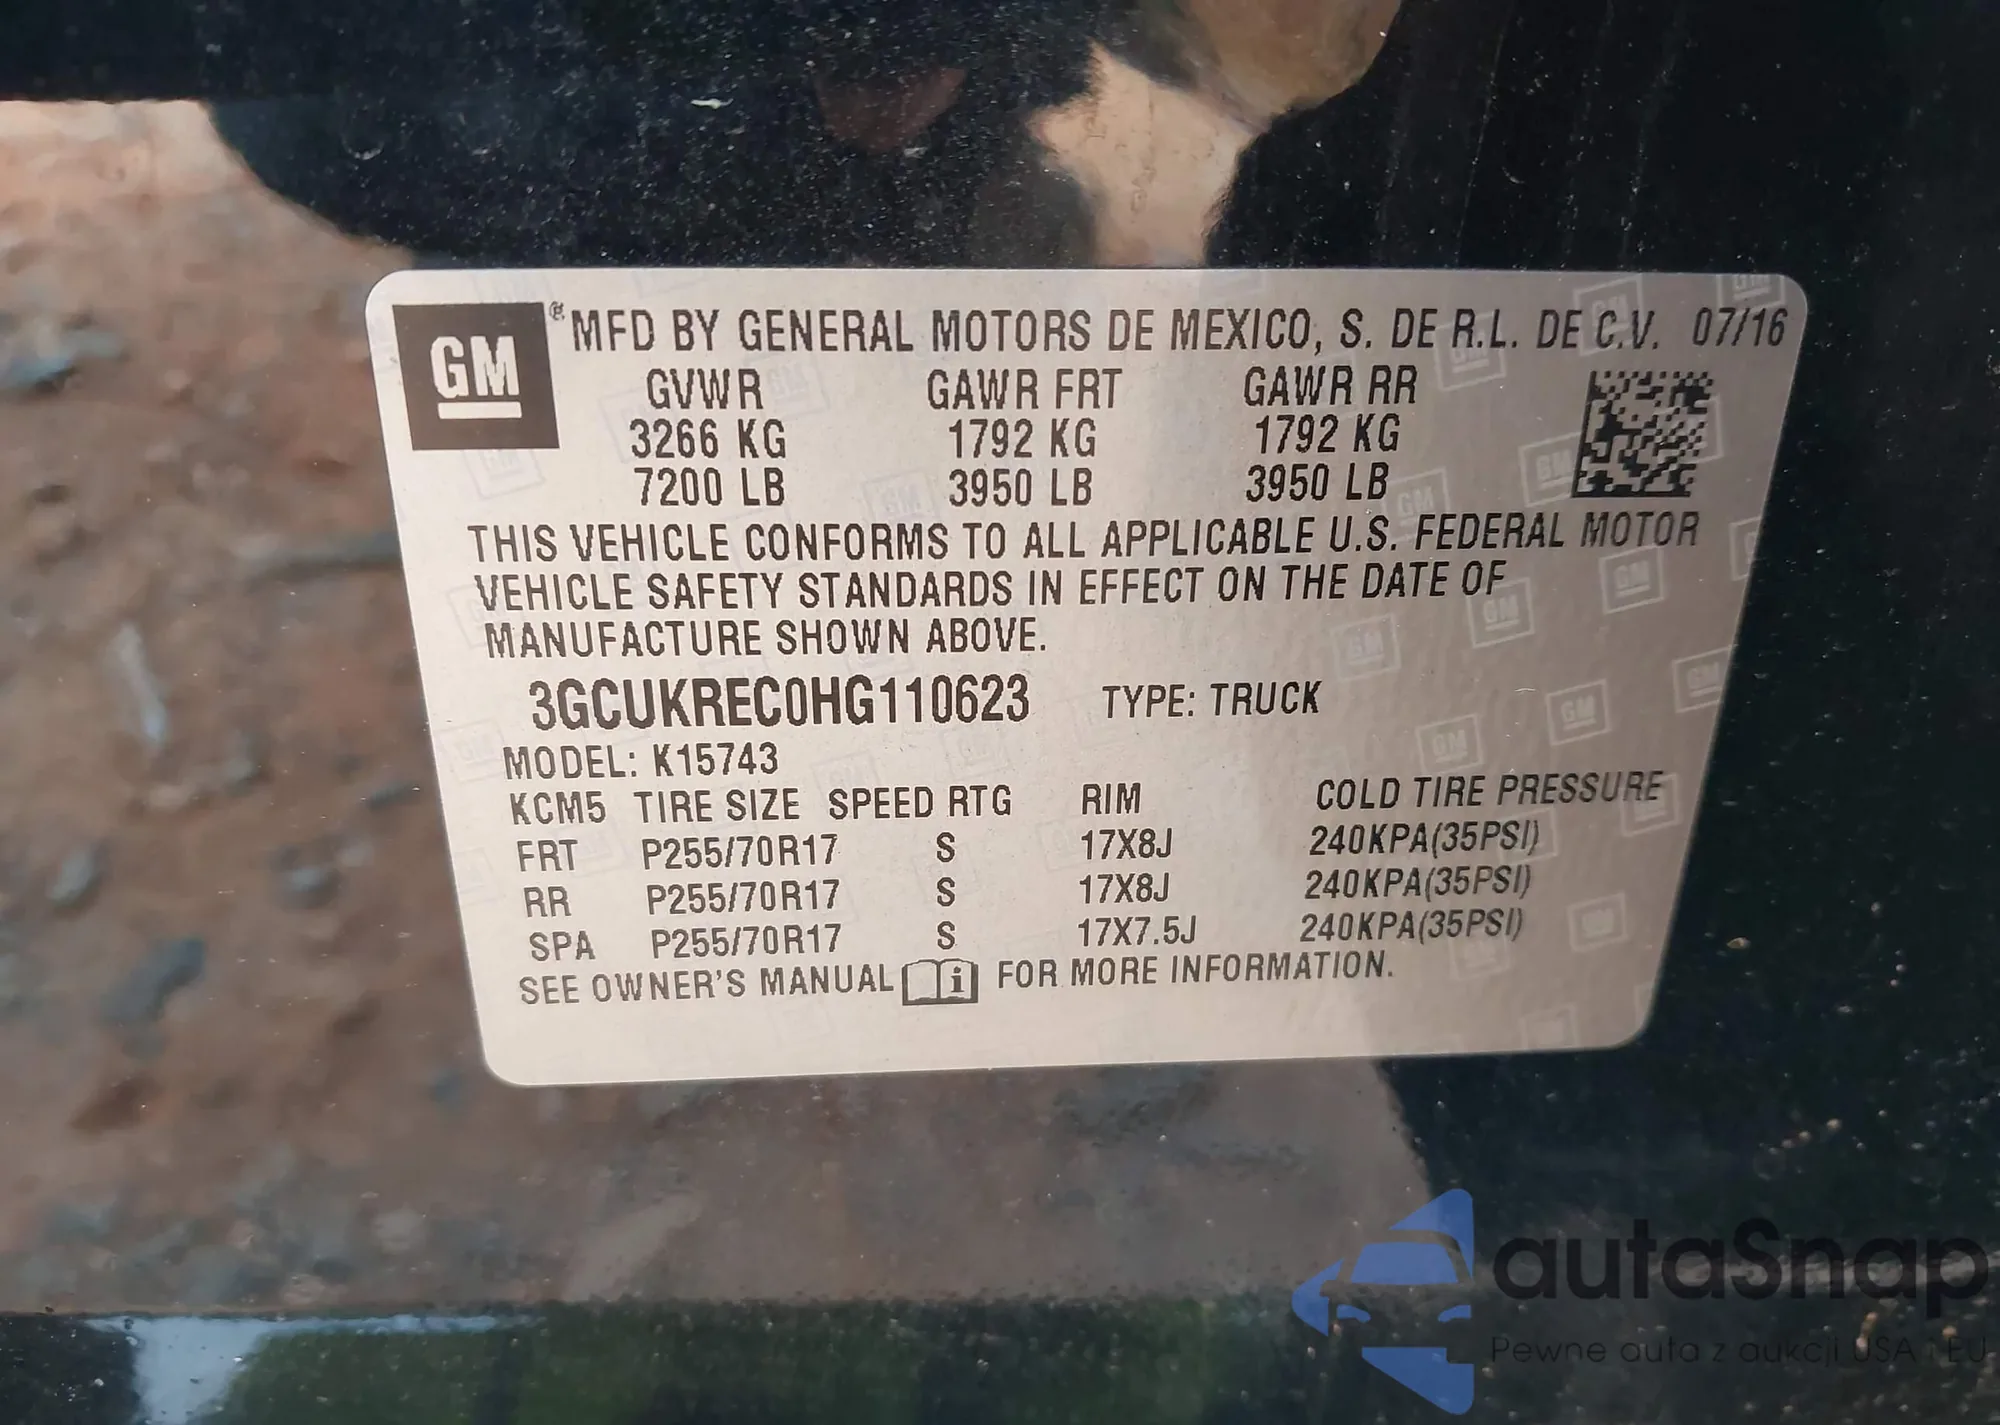 GM
® MFD BY GENERAL MOTORS DE MEXICO, S. DE R.L. DE C.V. 07/16
GVWR GAWR FRT GAWR RR
3266 KG 1792 KG 1792 KG
7200 LB 3950 LB 3950 LB
THIS VEHICLE CONFORMS TO ALL APPLICABLE U.S. FEDERAL MOTOR
VEHICLE SAFETY STANDARDS IN EFFECT ON THE DATE OF
MANUFACTURE SHOWN ABOVE.
3GCUKREC0HG110623 TYPE: TRUCK
MODEL: K15743
KCM5 TIRE SIZE SPEED RTG RIM COLD TIRE PRESSURE
FRT P255/70R17 S 17X8J 240KPA(35PSI)
RR P255/70R17 S 17X8J 240KPA(35PSI)
SPA P255/70R17 S 17X7.5J 240KPA(35PSI)
SEE OWNER'S MANUAL i FOR MORE INFORMATION.
autaSnap
Pewne auta z aukcji USA i EU